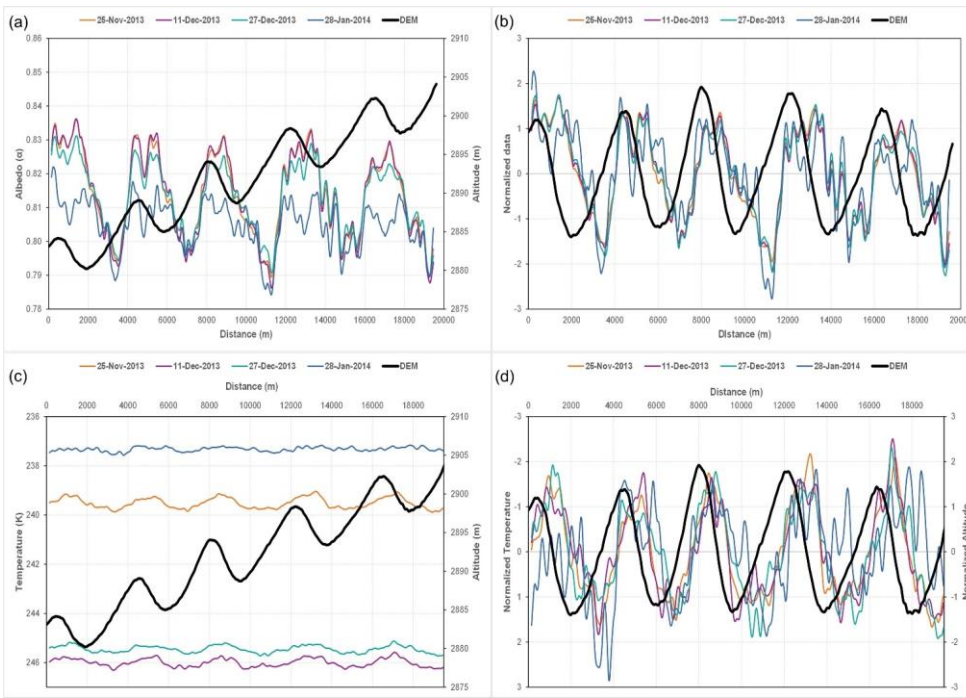 (a)
25-Nov-2013 11-Dec-2013 27-Dec-2013 28-Jan-2014 DEM
0.86 2910
0.85 2905
0.84 2900
0.83 2895
0.82 2890
0.81 2885
0.80 2880
0.79 2875
0.78 2870
Albedo (α)
Altitude (m)
0 2000 4000 6000 8000 10000 12000 14000 16000 18000 20000
Distance (m)
(b)
25-Nov-2013 11-Dec-2013 27-Dec-2013 28-Jan-2014 DEM
3
2
1
0
-1
-2
-3
Normalized data
0 2000 4000 6000 8000 10000 12000 14000 16000 18000 20000
Distance (m)
(c)
25-Nov-2013 11-Dec-2013 27-Dec-2013 28-Jan-2014 DEM
Distance (m)
0 2000 4000 6000 8000 10000 12000 14000 16000 18000
236 2910
238 2905
240 2900
242 2895
244 2890
246 2885
2880
2875
Temperature (K)
Altitude (m)
(d)
25-Nov-2013 11-Dec-2013 27-Dec-2013 28-Jan-2014 DEM
Distance (m)
0 2000 4000 6000 8000 10000 12000 14000 16000 18000
-3 3
-2 2
-1 1
0 0
1 -1
2 -2
3 -3
Normalized Temperature
Normalized Altitude